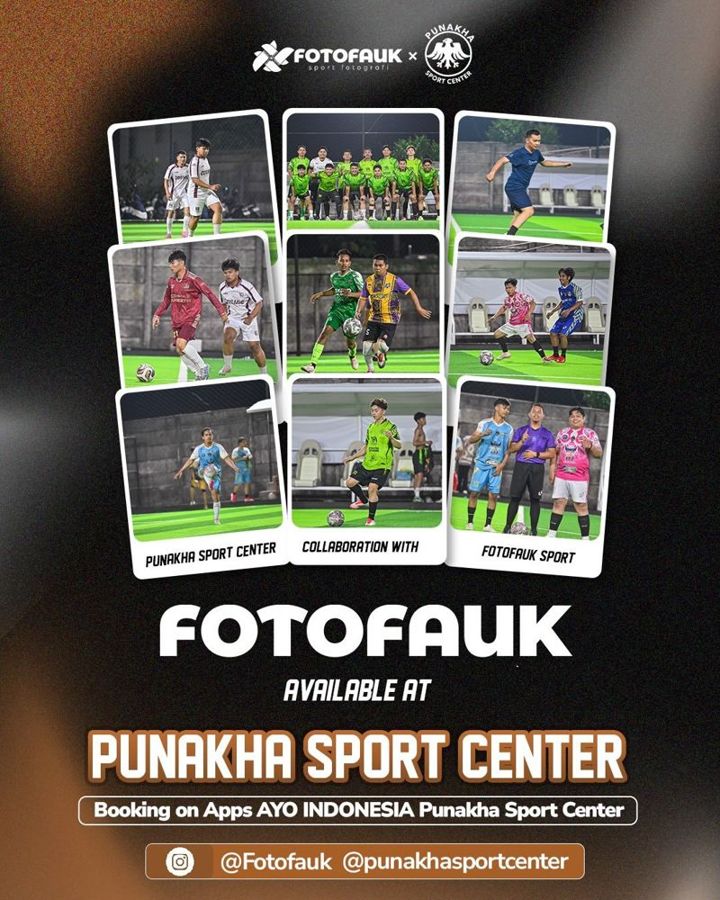 FOTOFAUK × PUNAKHA SPORT CENTER
sport fotografi
PUNAKHA SPORT CENTER
COLLABORATION WITH
FOTOFAUK SPORT
FOTOFAUK
AVAILABLE AT
PUNAKHA SPORT CENTER
Booking on Apps AYO INDONESIA Punakha Sport Center
@Fotofauk @punakhasportcenter